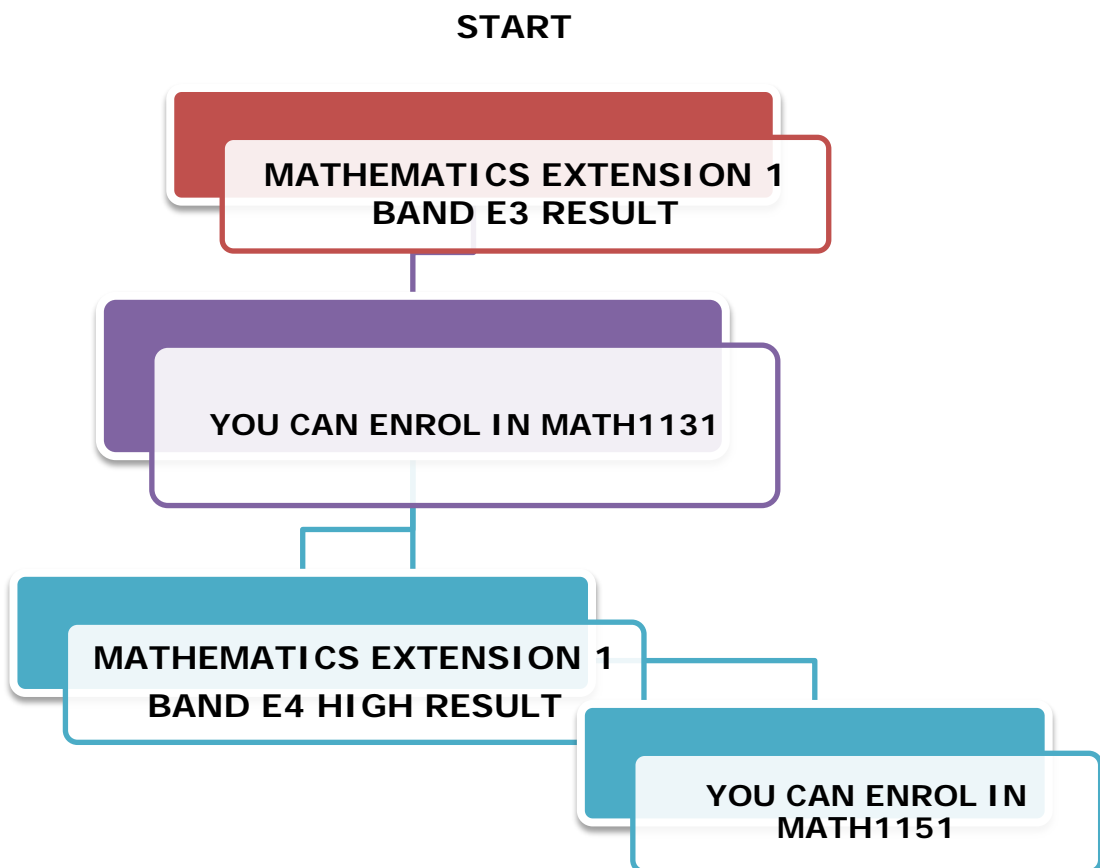 START
MATHEMATICS EXTENSION 1
BAND E3 RESULT
YOU CAN ENROL IN MATH1131
MATHEMATICS EXTENSION 1
BAND E4 HIGH RESULT
YOU CAN ENROL IN
MATH1151